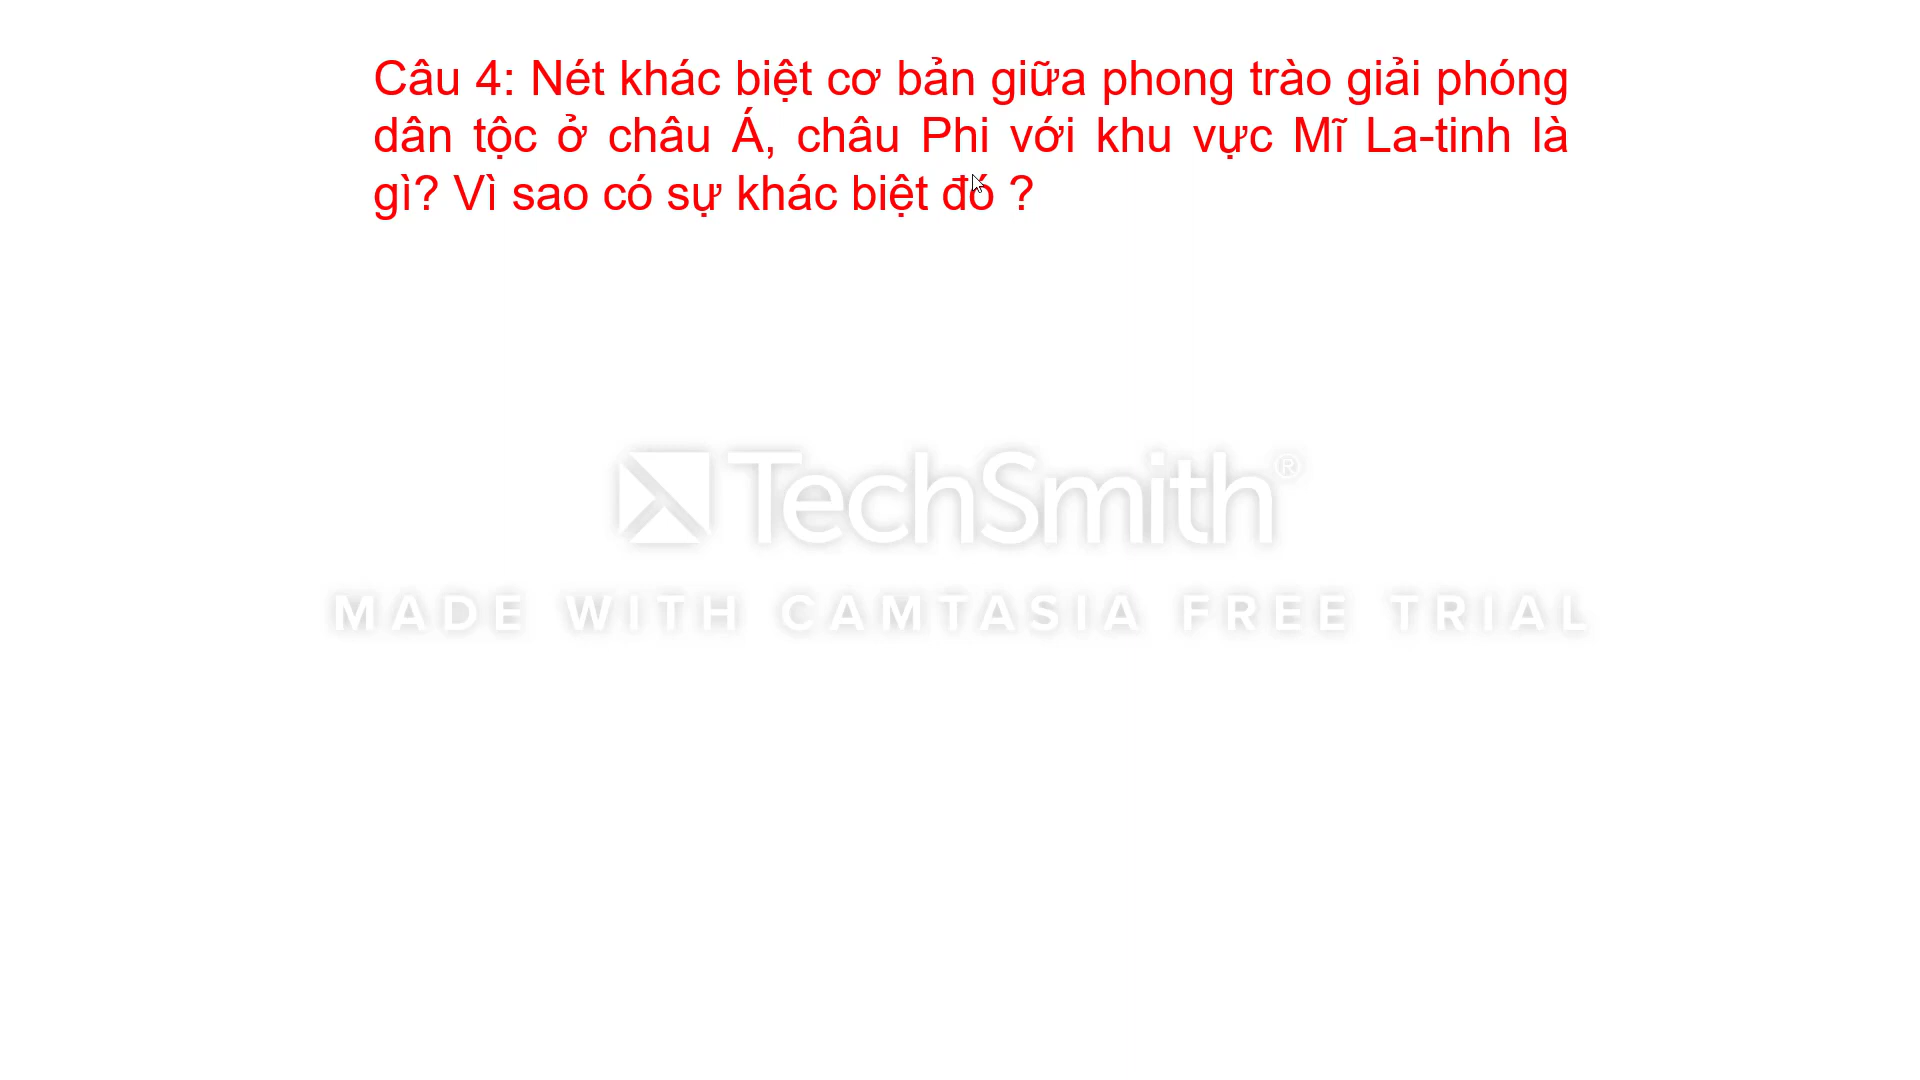 Câu 4: Nét khác biệt cơ bản giữa phong trào giải phóng
dân tộc ở châu Á, châu Phi với khu vực Mĩ La-tinh là
gì? Vì sao có sự khác biệt đó ?
TechSmith®
MADE WITH CAMTASIA FREE TRIAL